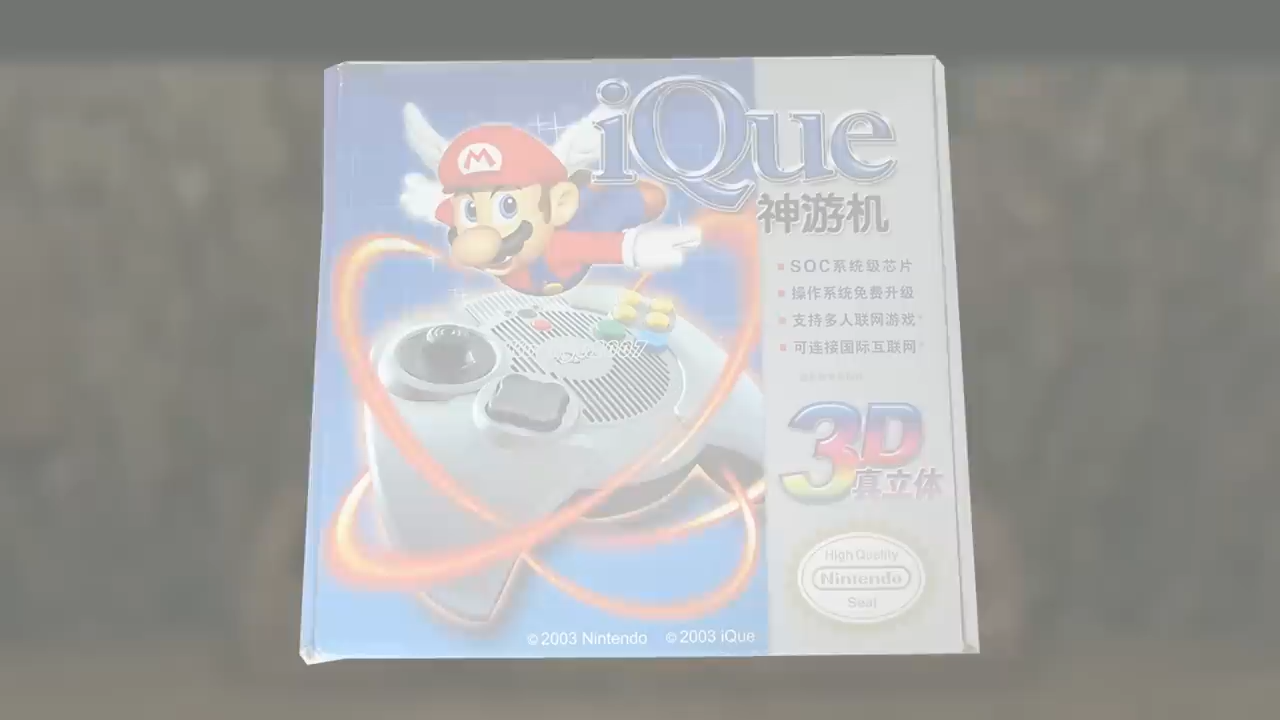 iQue
神游机
SOC系统级芯片
操作系统免费升级
支持多人联网游戏*
可连接国际互联网*
3D
真立体
High Quality
Nintendo
Seal
M
©2003 Nintendo ©2003 iQue